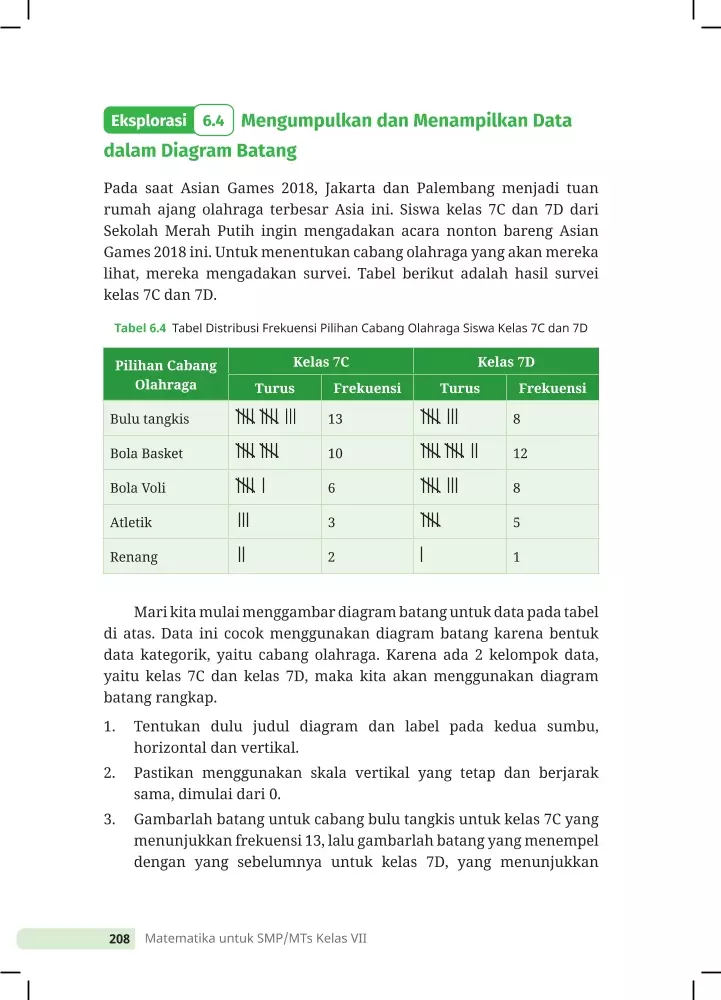 Eksplorasi 6.4 Mengumpulkan dan Menampilkan Data
dalam Diagram Batang
Pada saat Asian Games 2018, Jakarta dan Palembang menjadi tuan
rumah ajang olahraga terbesar Asia ini. Siswa kelas 7C dan 7D dari
Sekolah Merah Putih ingin mengadakan acara nonton bareng Asian
Games 2018 ini. Untuk menentukan cabang olahraga yang akan mereka
lihat, mereka mengadakan survei. Tabel berikut adalah hasil survei
kelas 7C dan 7D.
Tabel 6.4 Tabel Distribusi Frekuensi Pilihan Cabang Olahraga Siswa Kelas 7C dan 7D
Pilihan Cabang Olahraga Kelas 7C Kelas 7D
Turus Frekuensi Turus Frekuensi
Bulu tangkis 13 8
Bola Basket 10 12
Bola Voli 6 8
Atletik 3 5
Renang 2 1
Mari kita mulai menggambar diagram batang untuk data pada tabel
di atas. Data ini cocok menggunakan diagram batang karena bentuk
data kategorik, yaitu cabang olahraga. Karena ada 2 kelompok data,
yaitu kelas 7C dan kelas 7D, maka kita akan menggunakan diagram
batang rangkap.
1. Tentukan dulu judul diagram dan label pada kedua sumbu,
horizontal dan vertikal.
2. Pastikan menggunakan skala vertikal yang tetap dan berjarak
sama, dimulai dari 0.
3. Gambarlah batang untuk cabang bulu tangkis untuk kelas 7C yang
menunjukkan frekuensi 13, lalu gambarlah batang yang menempel
dengan yang sebelumnya untuk kelas 7D, yang menunjukkan
208 Matematika untuk SMP/MTs Kelas VII